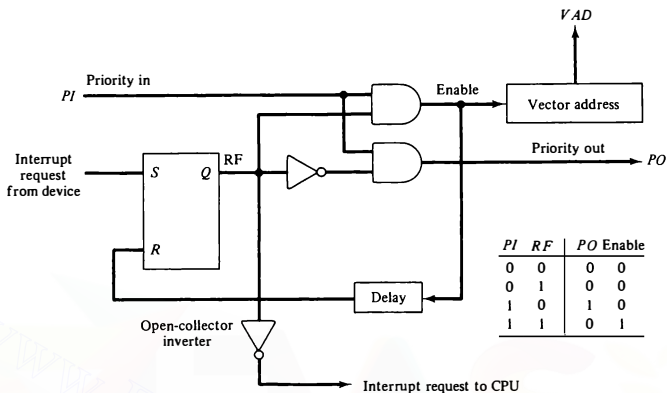 VAD
Priority in
PI
Enable
Vector address
Priority out
PO
Interrupt
request
from device
S
Q
RF
R
Delay
Open-collector
inverter
Interrupt request to CPU
PI RF PO Enable
0 0 0 0
0 1 0 0
1 0 1 0
1 1 0 1